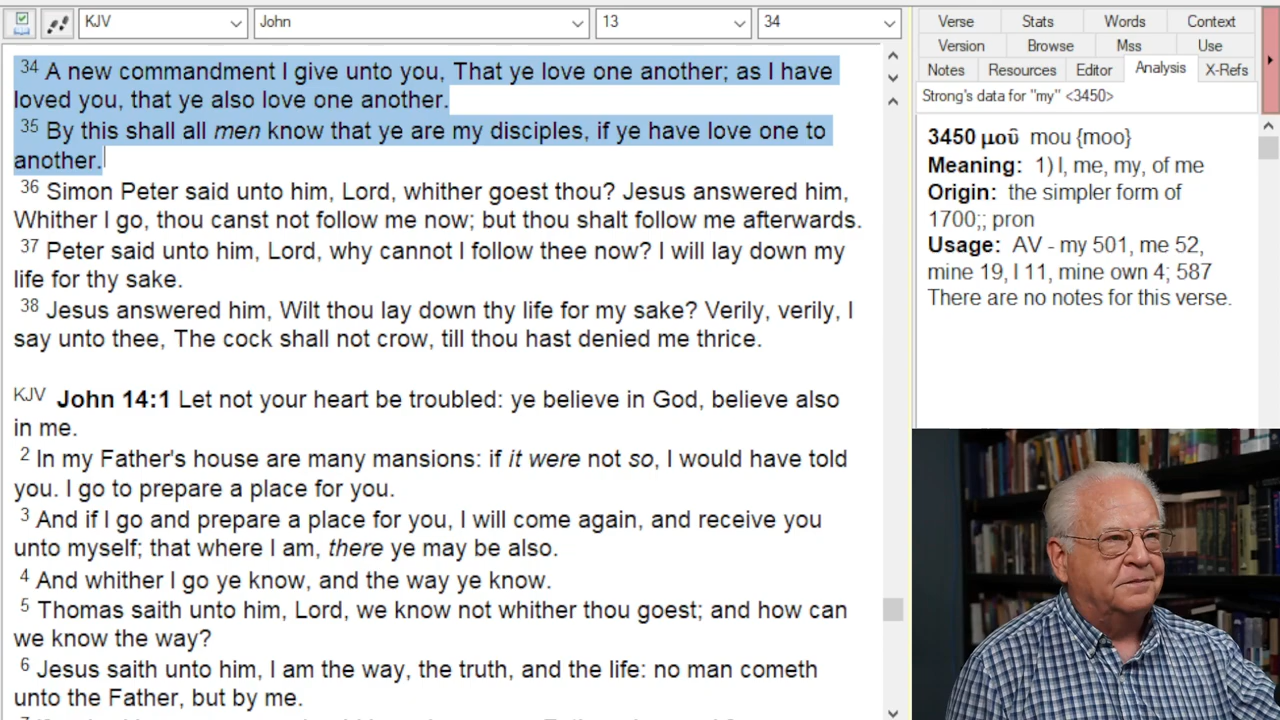 KJV
John
13
34
34 A new commandment I give unto you, That ye love one another; as I have
loved you, that ye also love one another.
35 By this shall all men know that ye are my disciples, if ye have love one to
another.
36 Simon Peter said unto him, Lord, whither goest thou? Jesus answered him,
Whither I go, thou canst not follow me now; but thou shalt follow me afterwards.
37 Peter said unto him, Lord, why cannot I follow thee now? I will lay down my
life for thy sake.
38 Jesus answered him, Wilt thou lay down thy life for my sake? Verily, verily, I
say unto thee, The cock shall not crow, till thou hast denied me thrice.
KJV John 14:1 Let not your heart be troubled: ye believe in God, believe also
in me.
2 In my Father's house are many mansions: if it were not so, I would have told
you. I go to prepare a place for you.
3 And if I go and prepare a place for you, I will come again, and receive you
unto myself; that where I am, there ye may be also.
4 And whither I go ye know, and the way ye know.
5 Thomas saith unto him, Lord, we know not whither thou goest; and how can
we know the way?
6 Jesus saith unto him, I am the way, the truth, and the life: no man cometh
unto the Father, but by me.
Verse Stats Words Context
Version Browse Mss Use
Notes Resources Editor Analysis X-Refs
Strong's data for "my" <3450>
3450 μοῦ mou {moo}
Meaning: 1) I, me, my, of me
Origin: the simpler form of
1700;; pron
Usage: AV - my 501, me 52,
mine 19, I 11, mine own 4; 587
There are no notes for this verse.